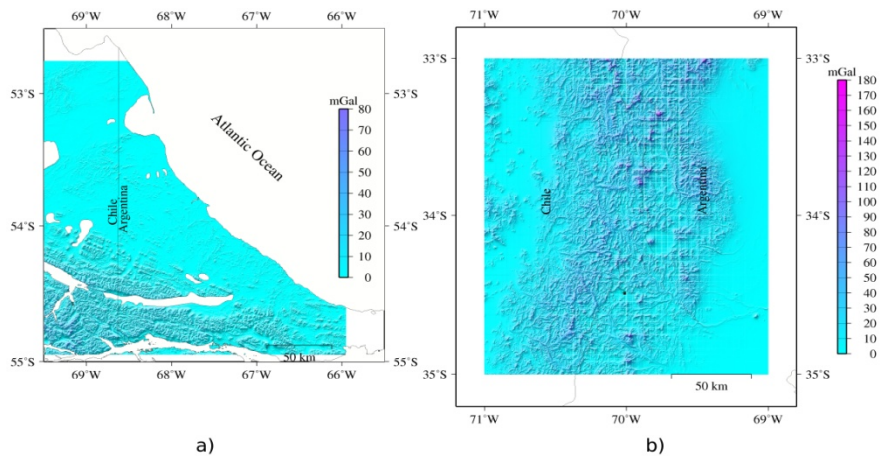 69°W 68°W 67°W 66°W
53°S 53°S
54°S 54°S
55°S 55°S
69°W 68°W 67°W 66°W
Atlantic Ocean
Chile
Argentina
mGal
80
70
60
50
40
30
20
10
0
50 km
a)
71°W 70°W 69°W
33°S 33°S
34°S 34°S
35°S 35°S
71°W 70°W 69°W
Chile
Argentina
50 km
mGal
180
170
160
150
140
130
120
110
100
90
80
70
60
50
40
30
20
10
0
b)